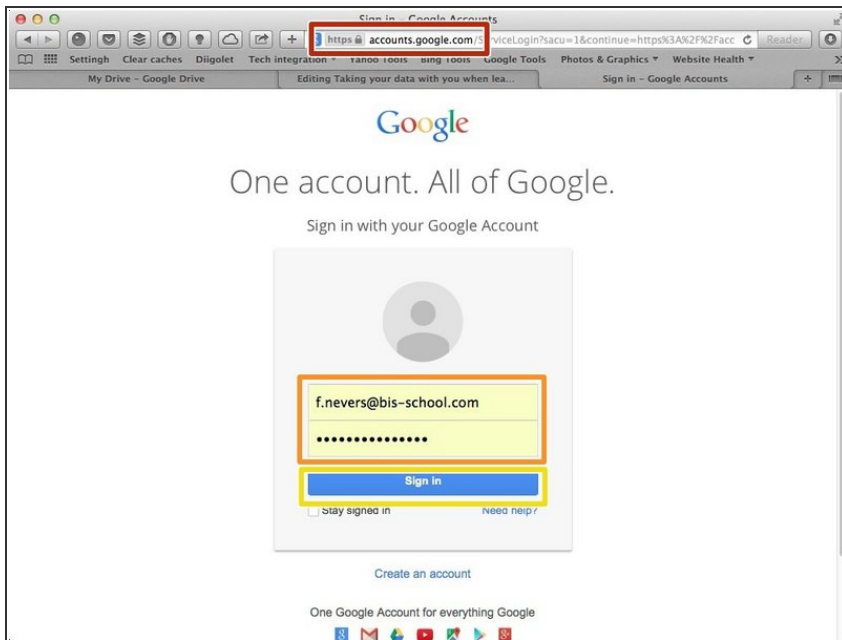 Sign in - Google Accounts
https accounts.google.com/ServiceLogin?sacu=1&continue=https%3A%2F%2Facc Reader
Settingh Clear caches Diigolet Tech integration Yahoo Tools Bing Tools Google Tools Photos & Graphics Website Health
My Drive - Google Drive Editing Taking your data with you when lea... Sign in - Google Accounts
Google
One account. All of Google.
Sign in with your Google Account
f.nevers@bis-school.com
•••••••••••••••
Sign in
Stay signed in Need help?
Create an account
One Google Account for everything Google